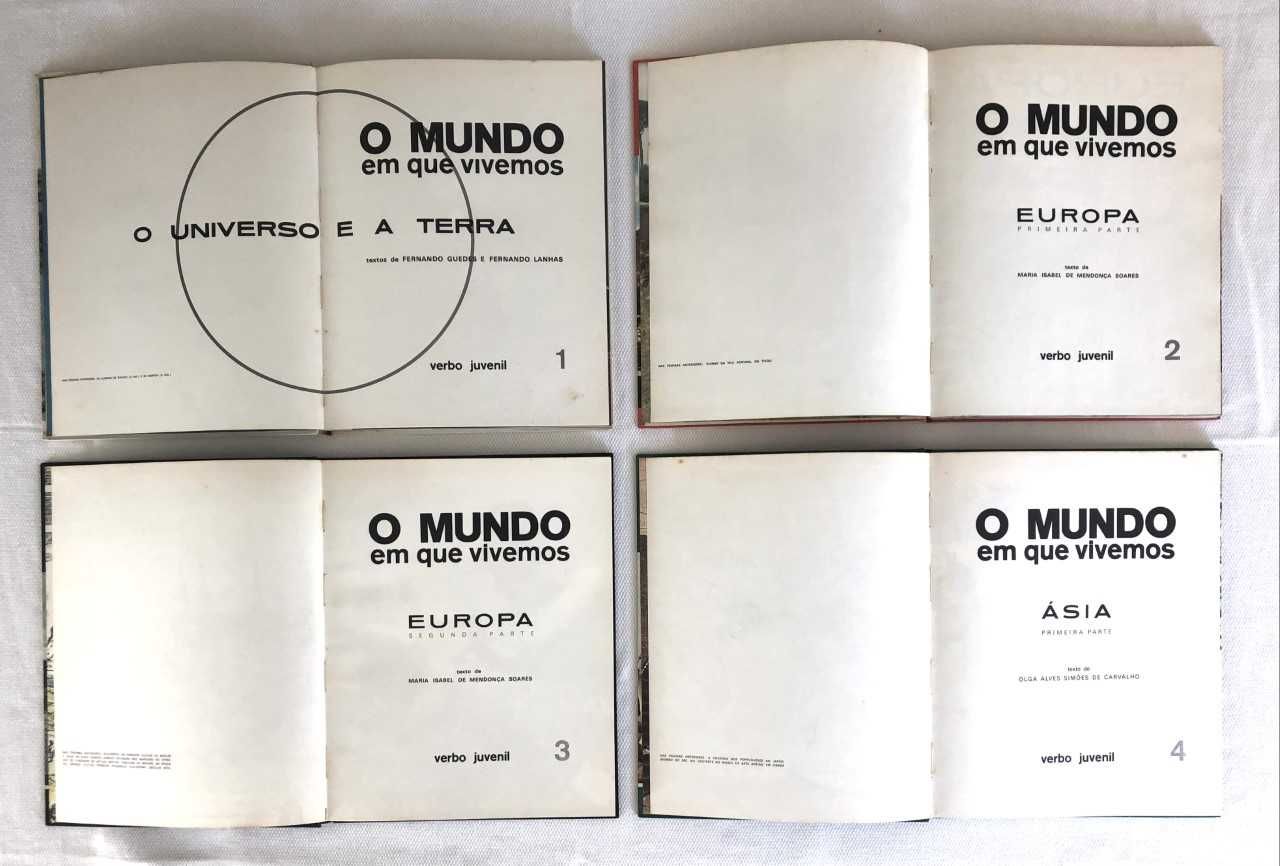 O MUNDO
em que vivemos
O UNIVERSO E A TERRA
textos de FERNANDO GUEDES E FERNANDO LANHAS
verbo juvenil 1
O MUNDO
em que vivemos
EUROPA
PRIMEIRA PARTE
texto de
MARIA ISABEL DE MENDONÇA SOARES
verbo juvenil 2
O MUNDO
em que vivemos
EUROPA
SEGUNDA PARTE
texto de
MARIA ISABEL DE MENDONÇA SOARES
verbo juvenil 3
O MUNDO
em que vivemos
ÁSIA
PRIMEIRA PARTE
texto de
OLGA ALVES SIMÕES DE CARVALHO
verbo juvenil 4